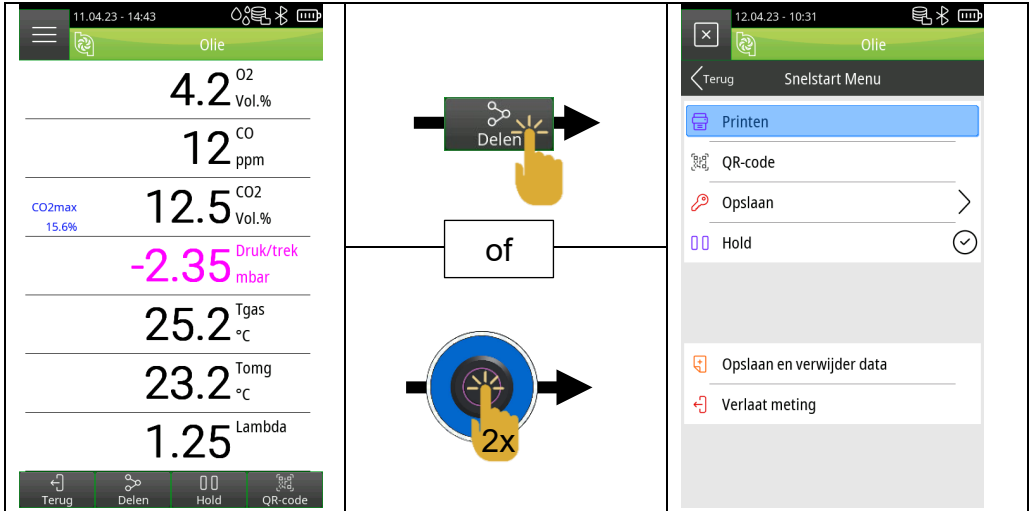 11.04.23 - 14:43
Olie
4.2 O2 Vol.%
12 CO ppm
CO2max 15.6% 12.5 CO2 Vol.%
-2.35 Druk/trek mbar
25.2 Tgas °C
23.2 Tomg °C
1.25 Lambda
Terug Delen Hold QR-code
Delen
of
2x
12.04.23 - 10:31
Olie
Terug Snelstart Menu
Printen
QR-code
Opslaan
Hold
Opslaan en verwijder data
Verlaat meting